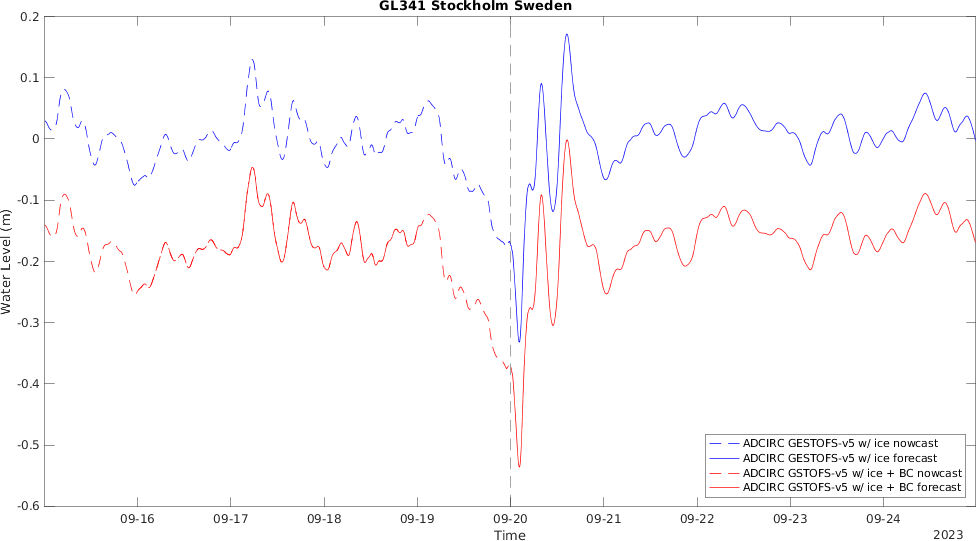 GL341 Stockholm Sweden
0.2
0.1
0
-0.1
-0.2
-0.3
-0.4
-0.5
-0.6
Water Level (m)
ADCIRC GESTOFS-v5 w/ ice nowcast
ADCIRC GESTOFS-v5 w/ ice forecast
ADCIRC GSTOFS-v5 w/ ice + BC nowcast
ADCIRC GSTOFS-v5 w/ ice + BC forecast
09-16 09-17 09-18 09-19 09-20 09-21 09-22 09-23 09-24
Time
2023